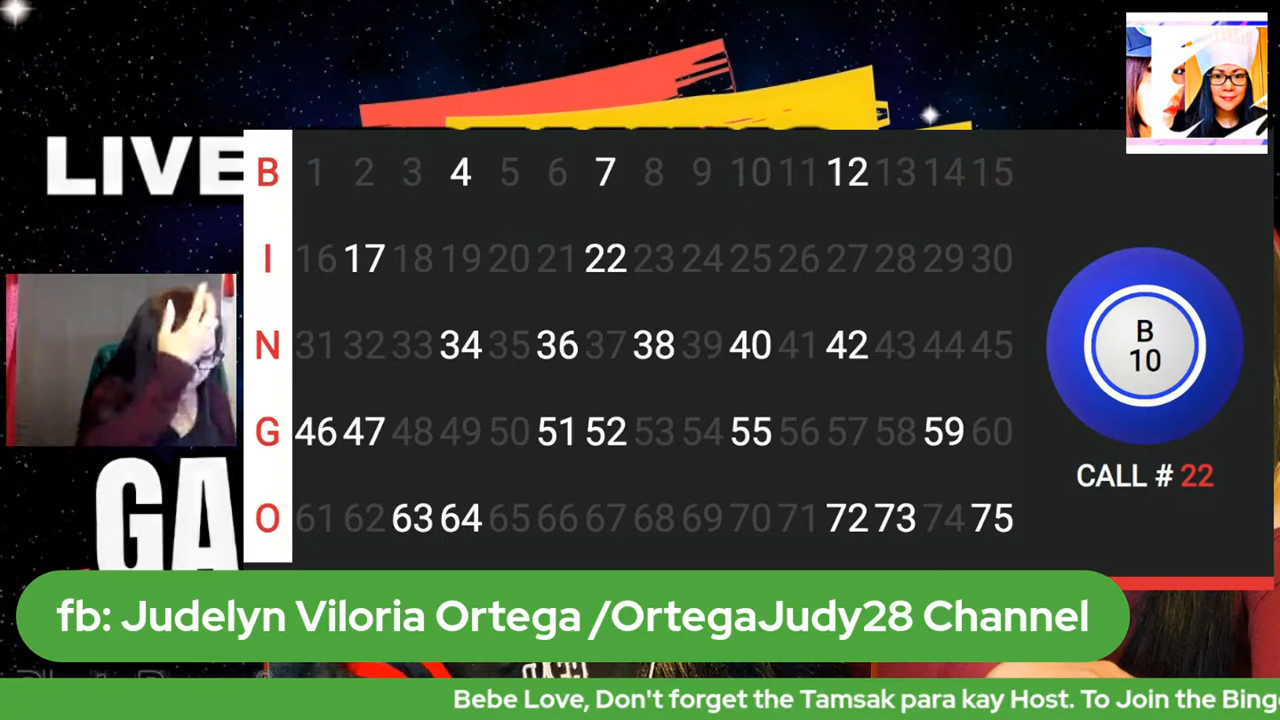 LIVE
B 1 2 3 4 5 6 7 8 9 10 11 12 13 14 15
I 16 17 18 19 20 21 22 23 24 25 26 27 28 29 30
N 31 32 33 34 35 36 37 38 39 40 41 42 43 44 45
G 46 47 48 49 50 51 52 53 54 55 56 57 58 59 60
O 61 62 63 64 65 66 67 68 69 70 71 72 73 74 75
B
10
CALL # 22
GA
fb: Judelyn Viloria Ortega /OrtegaJudy28 Channel
Bebe Love, Don't forget the Tamsak para kay Host. To Join the Bing